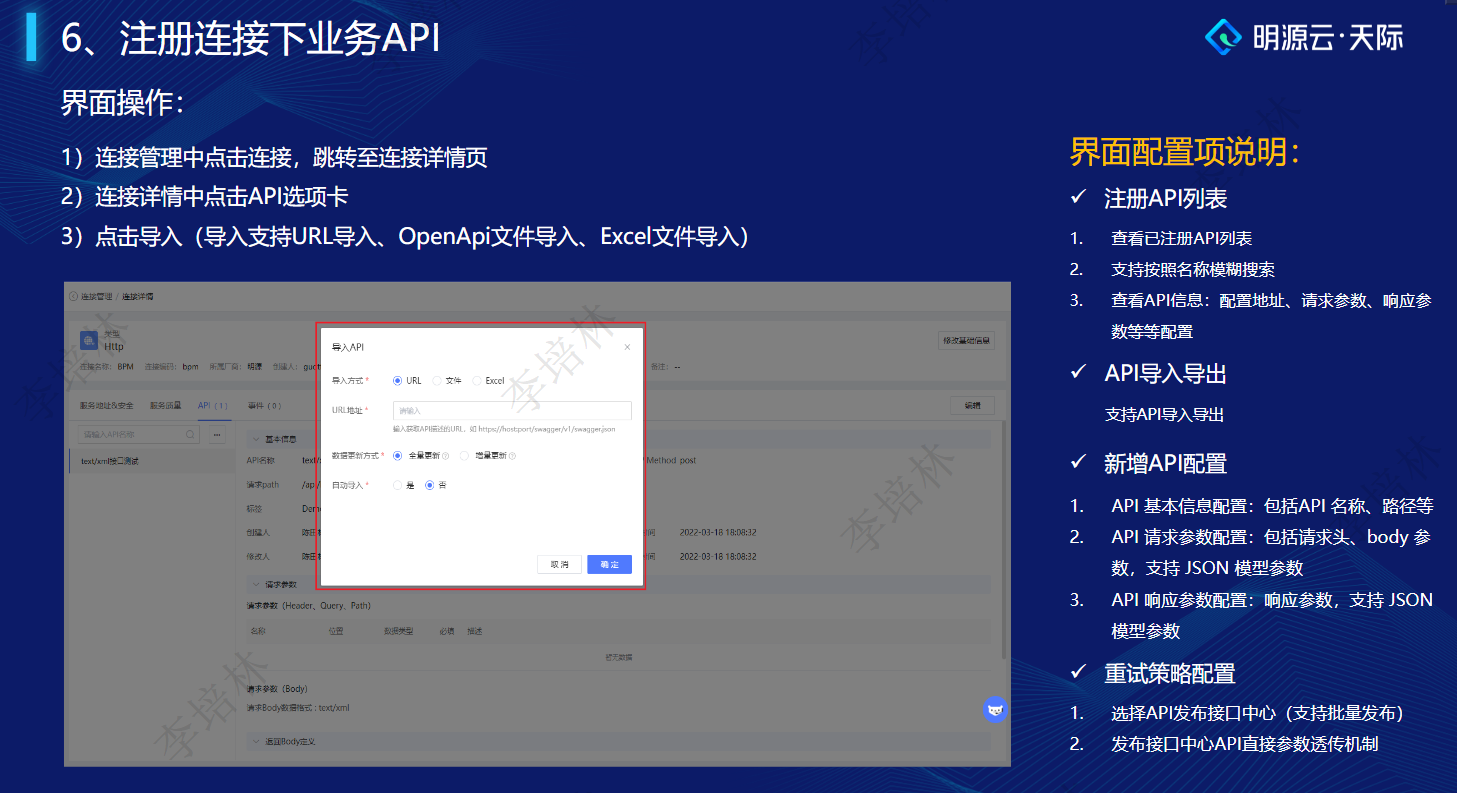 6、注册连接下业务API
明源云·天际
界面操作：
1）连接管理中点击连接，跳转至连接详情页
2）连接详情中点击API选项卡
3）点击导入（导入支持URL导入、OpenApi文件导入、Excel文件导入）
连接管理 / 连接详情
类型
Http
修改基础信息
连接名称： BPM 连接编码： bpm 所属厂商： 明源 创建人：
备注： --
服务地址&安全 服务质量 API（1） 事件（0）
编辑
请输入API名称
text/xml接口测试
基本信息
API名称
Method post
请求path
标签
创建人
2022-03-18 18:08:32
修改人
2022-03-18 18:08:32
请求参数
请求参数（Header、Query、Path）
名称 位置 数据类型 必填 描述
暂无数据
请求参数（Body）
请求Body数据格式 : text/xml
返回Body定义
导入API
导入方式 * URL 文件 Excel
URL地址 * 请输入
输入获取API描述的URL，如 https://host:port/swagger/v1/swagger.json
数据更新方式 * 全量更新 增量更新
自动导入 * 是 否
取 消 确 定
界面配置项说明：
✓ 注册API列表
1. 查看已注册API列表
2. 支持按照名称模糊搜索
3. 查看API信息：配置地址、请求参数、响应参
数等等配置
✓ API导入导出
支持API导入导出
✓ 新增API配置
1. API 基本信息配置：包括API 名称、路径等
2. API 请求参数配置：包括请求头、body 参
数，支持 JSON 模型参数
3. API 响应参数配置：响应参数，支持 JSON
模型参数
✓ 重试策略配置
1. 选择API发布接口中心（支持批量发布）
2. 发布接口中心API直接参数透传机制
李培林
李培林
李培林
李培林
李培林
李培林
李培林